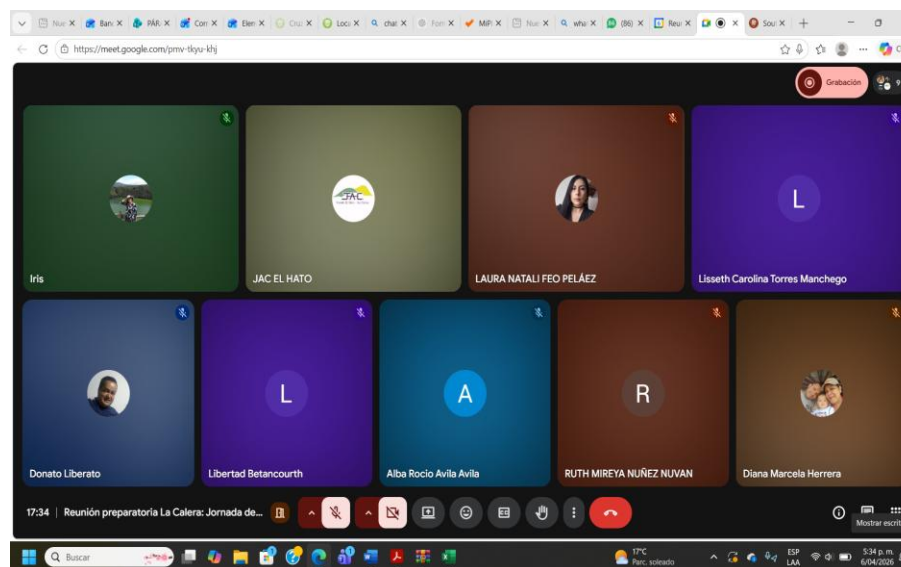 https://meet.google.com/pmv-tkyu-khj
Grabación
9
Iris
JAC EL HATO
LAURA NATALI FEO PELÁEZ
L
Lisseth Carolina Torres Manchego
Donato Liberato
L
Libertad Betancourth
A
Alba Rocio Avila Avila
R
RUTH MIREYA NUÑEZ NUVAN
Diana Marcela Herrera
17:34 | Reunión preparatoria La Calera: Jornada de...
Mostrar escrit
Buscar
17°C
Parc. soleado
ESP
LAA
5:34 p. m.
6/04/2026